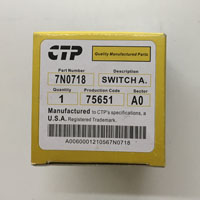 CTP
Quality Manufactured Parts
Part Number Description
7N0718 SWITCH A.
Quantity Production Code Sector
1 75651 A0
Manufactured to CTP's specifications, a
U.S.A. Registered Trademark.
A0060001210567N0718